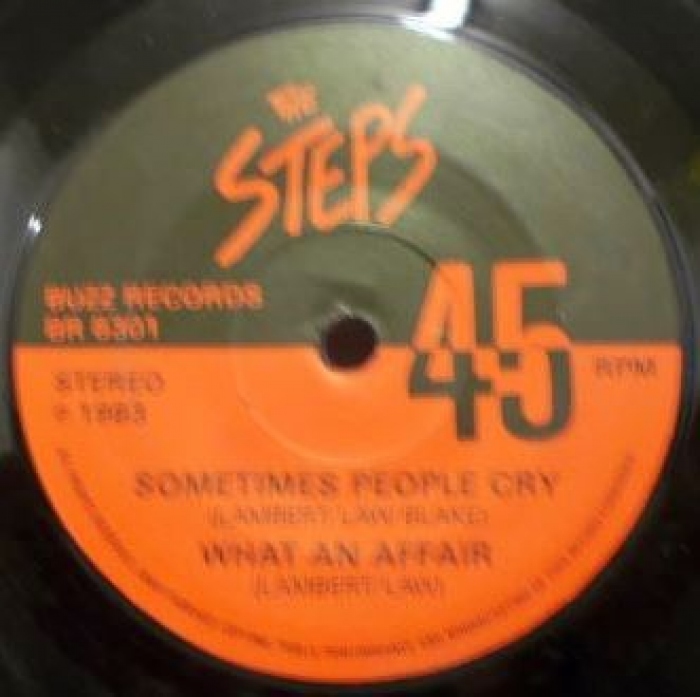 The
STEPS
BUZZ RECORDS
BR 8301
45
RPM
STEREO
℗ 1983
SOMETIMES PEOPLE CRY
(LAMBERT/LAW/BLAKE)
WHAT AN AFFAIR
(LAMBERT/LAW)